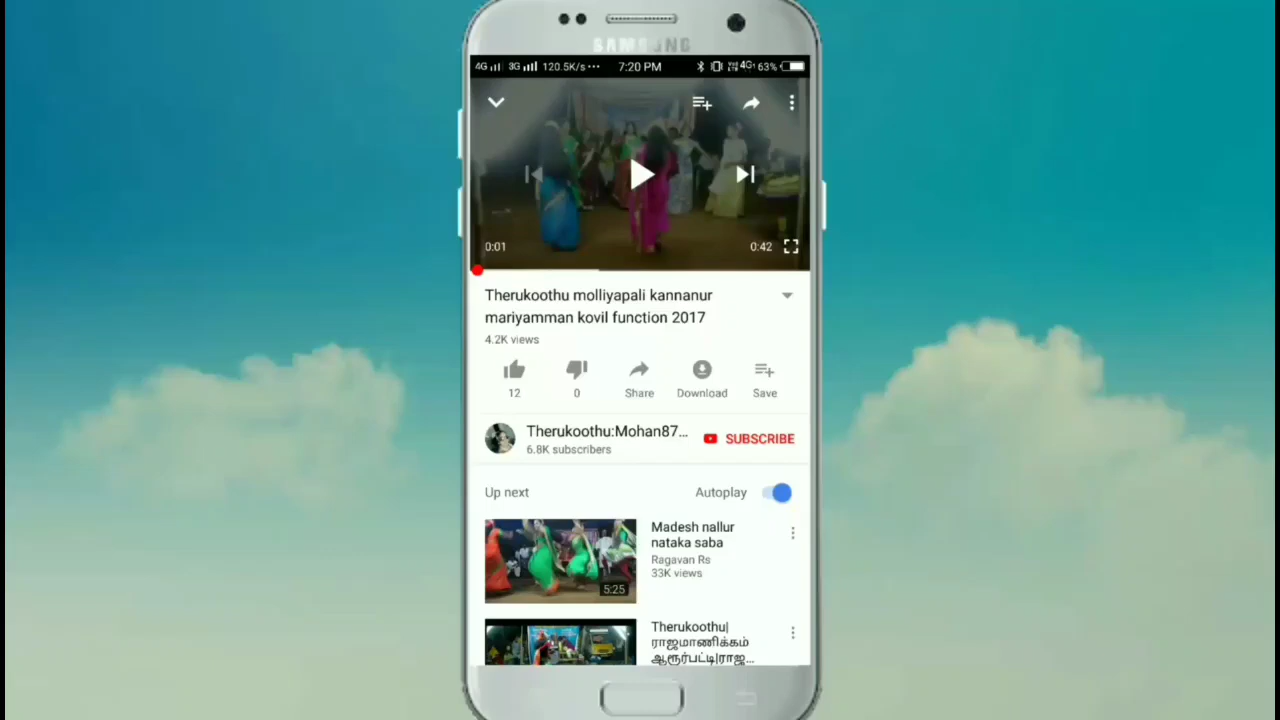 SAMSUNG
4G 3G 120.5K/s... 7:20 PM 4G 63%
0:01 0:42
Therukoothu molliyapali kannanur
mariyamman kovil function 2017
4.2K views
12 0 Share Download Save
Therukoothu:Mohan87...
6.8K subscribers
SUBSCRIBE
Up next Autoplay
Madesh nallur
nataka saba
Ragavan Rs
33K views
5:25
Therukoothu|
ராஜமாணிக்கம்
ஆரூர்பட்டி|ராஜ...